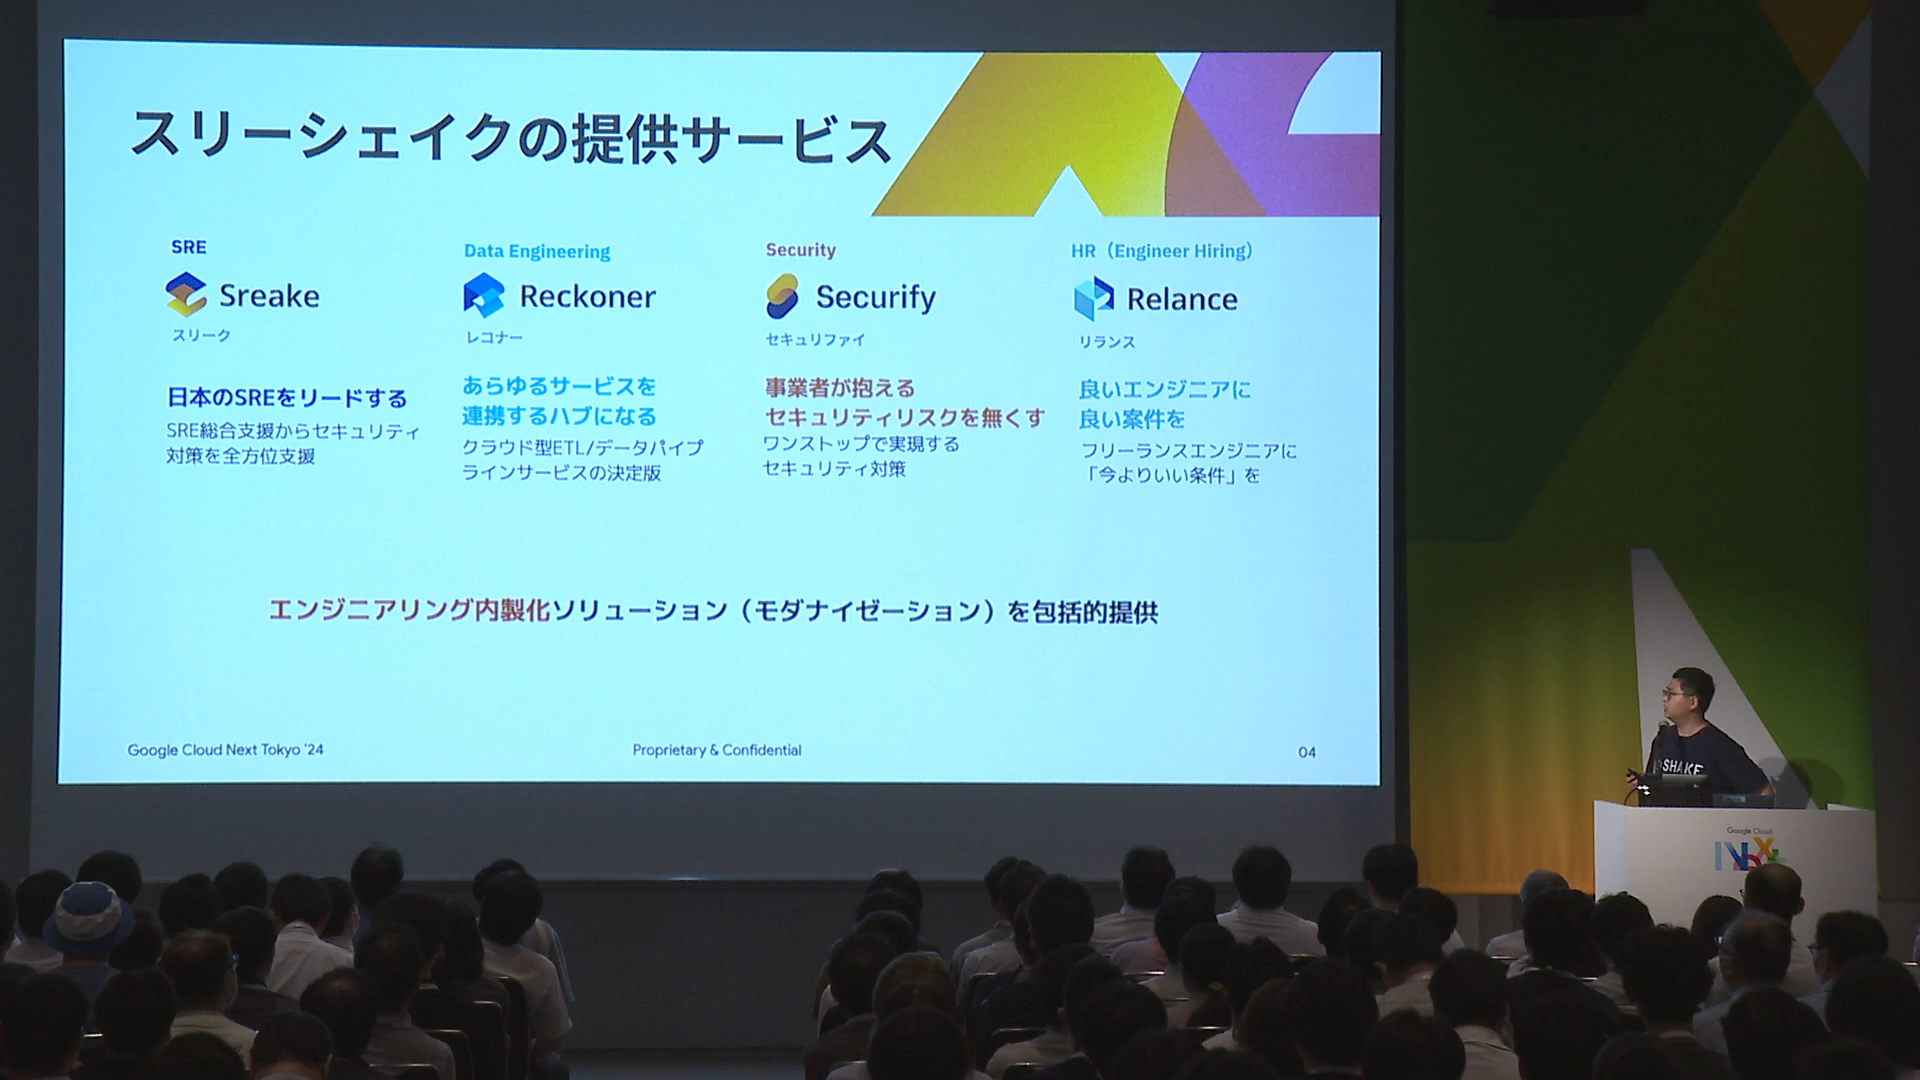 スリーシェイクの提供サービス
SRE
Sreake
スリーク
日本のSREをリードする
SRE総合支援からセキュリティ
対策を全方位支援
Data Engineering
Reckoner
レコナー
あらゆるサービスを
連携するハブになる
クラウド型ETL/データパイプ
ラインサービスの決定版
Security
Securify
セキュリファイ
事業者が抱える
セキュリティリスクを無くす
ワンストップで実現する
セキュリティ対策
HR（Engineer Hiring）
Relance
リランス
良いエンジニアに
良い案件を
フリーランスエンジニアに
「今よりいい条件」を
エンジニアリング内製化ソリューション（モダナイゼーション）を包括的提供
Google Cloud Next Tokyo '24
Proprietary & Confidential
04
SHAKE
Google Cloud